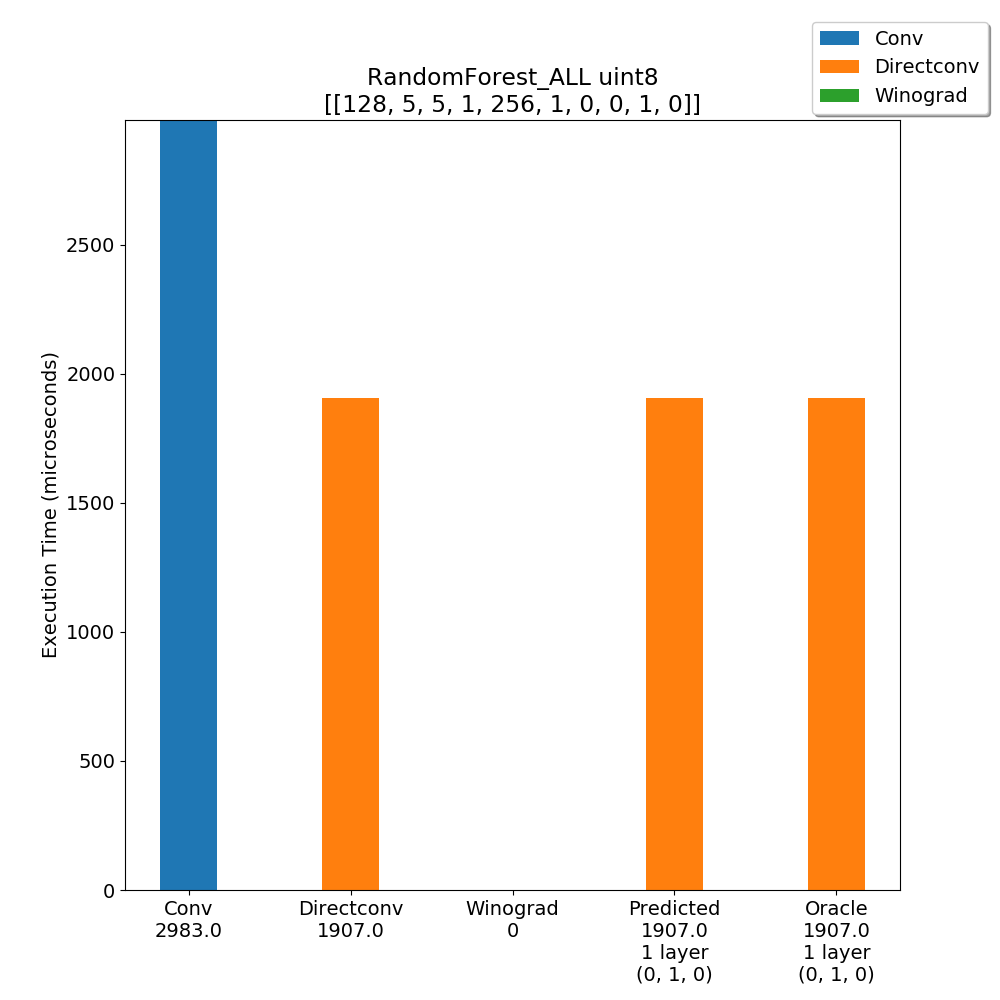 Conv
Directconv
Winograd
RandomForest_ALL uint8
[[128, 5, 5, 1, 256, 1, 0, 0, 1, 0]]
Execution Time (microseconds)
2500
2000
1500
1000
500
0
Conv
2983.0
Directconv
1907.0
Winograd
0
Predicted
1907.0
1 layer
(0, 1, 0)
Oracle
1907.0
1 layer
(0, 1, 0)